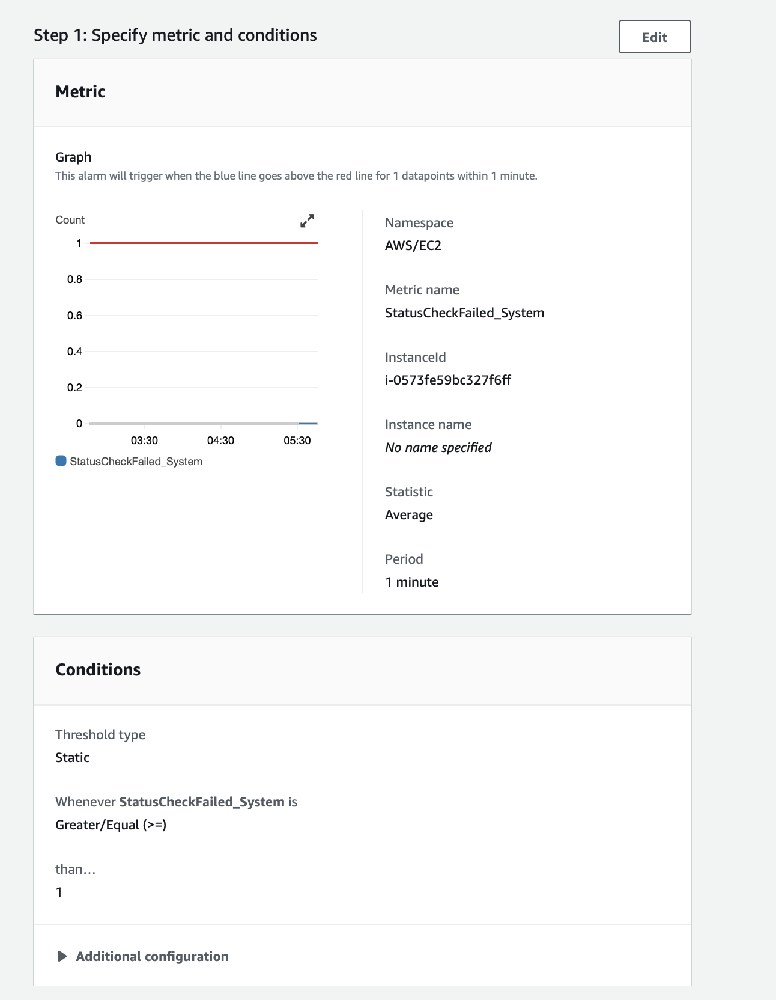 Step 1: Specify metric and conditions
Edit
Metric
Graph
This alarm will trigger when the blue line goes above the red line for 1 datapoints within 1 minute.
Count
1
0.8
0.6
0.4
0.2
0
03:30 04:30 05:30
StatusCheckFailed_System
Namespace
AWS/EC2
Metric name
StatusCheckFailed_System
InstanceId
i-0573fe59bc327f6ff
Instance name
No name specified
Statistic
Average
Period
1 minute
Conditions
Threshold type
Static
Whenever StatusCheckFailed_System is
Greater/Equal (>=)
than...
1
Additional configuration